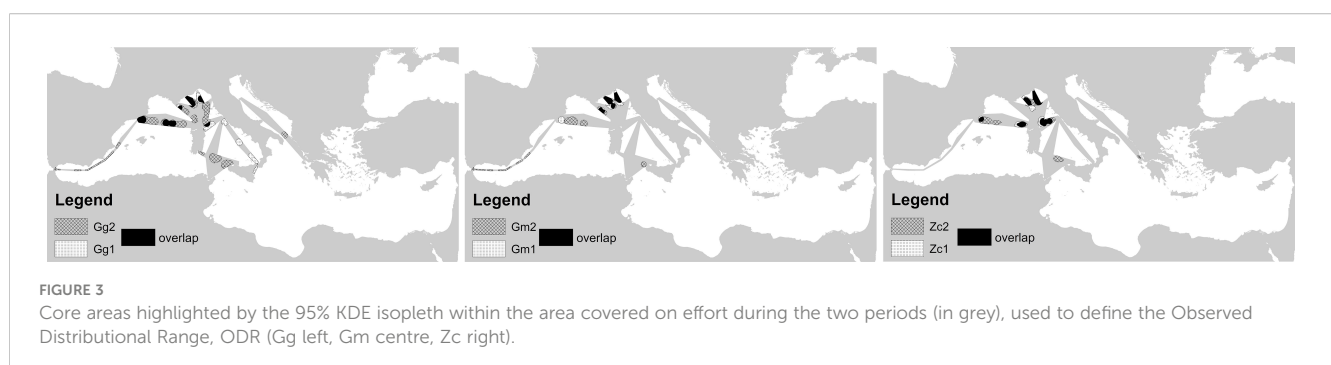 Legend
Gg2
Gg1
overlap
Legend
Gm2
Gm1
overlap
Legend
Zc2
Zc1
overlap
FIGURE 3
Core areas highlighted by the 95% KDE isopleth within the area covered on effort during the two periods (in grey), used to define the Observed
Distributional Range, ODR (Gg left, Gm centre, Zc right).